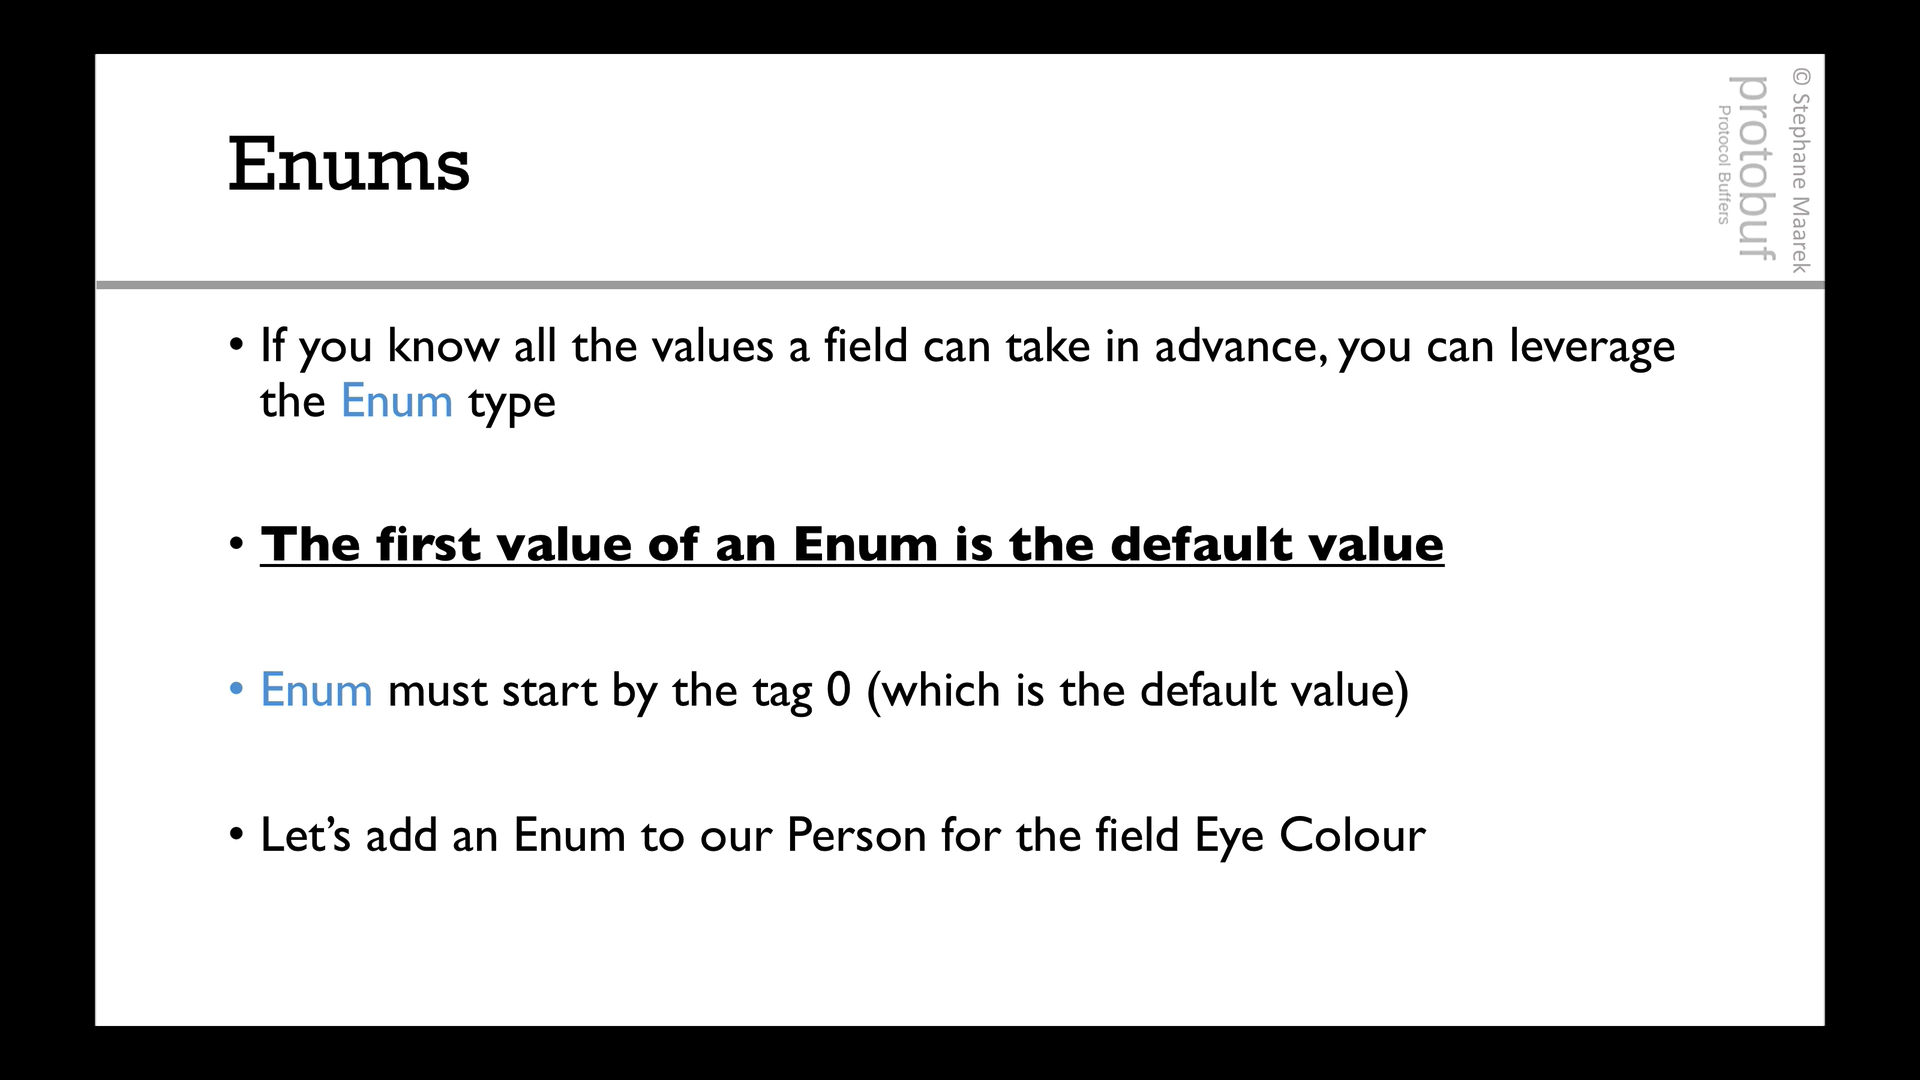 Enums
© Stephane Maarek
protobuf
Protocol Buffers
• If you know all the values a field can take in advance, you can leverage
the Enum type
• The first value of an Enum is the default value
• Enum must start by the tag 0 (which is the default value)
• Let’s add an Enum to our Person for the field Eye Colour